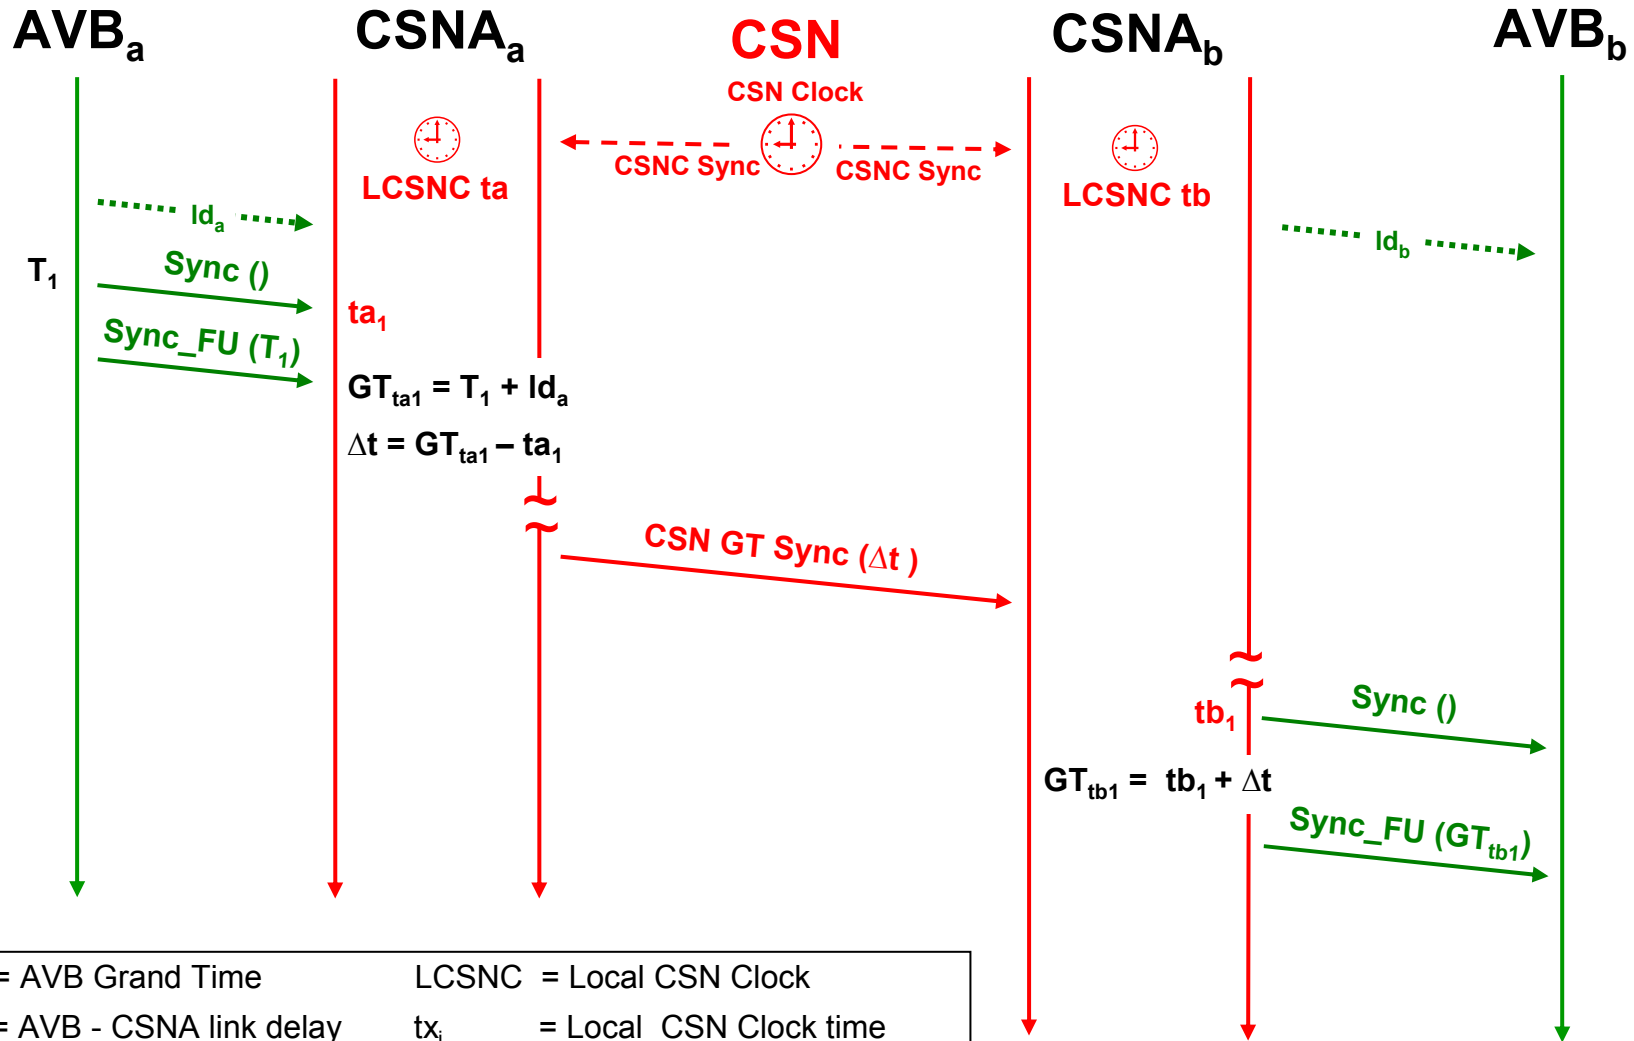 AVBa CSNAa CSN CSNAb AVBb
CSN Clock
CSNC Sync CSNC Sync
LCSNC ta LCSNC tb
lda
ldb
T1 Sync ()
ta1
Sync_FU (T1)
GTta1 = T1 + lda
Δt = GTta1 – ta1
CSN GT Sync (Δt )
tb1 Sync ()
GTtb1 = tb1 + Δt
Sync_FU (GTtb1)
= AVB Grand Time LCSNC = Local CSN Clock
= AVB - CSNA link delay txi = Local CSN Clock time